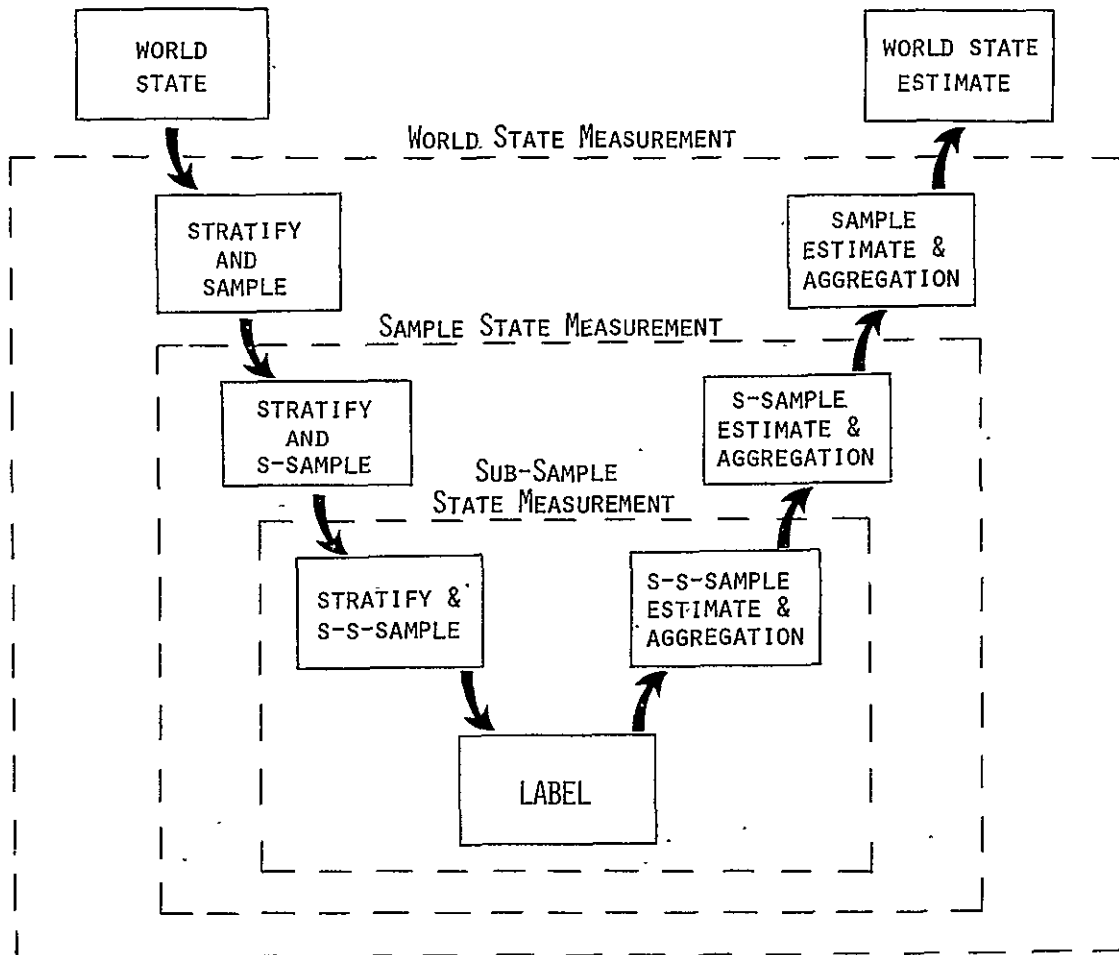 WORLD
STATE
WORLD STATE
ESTIMATE
WORLD STATE MEASUREMENT
STRATIFY
AND
SAMPLE
SAMPLE
ESTIMATE &
AGGREGATION
SAMPLE STATE MEASUREMENT
STRATIFY
AND
S-SAMPLE
S-SAMPLE
ESTIMATE &
AGGREGATION
SUB-SAMPLE
STATE MEASUREMENT
STRATIFY &
S-S-SAMPLE
S-S-SAMPLE
ESTIMATE &
AGGREGATION
LABEL